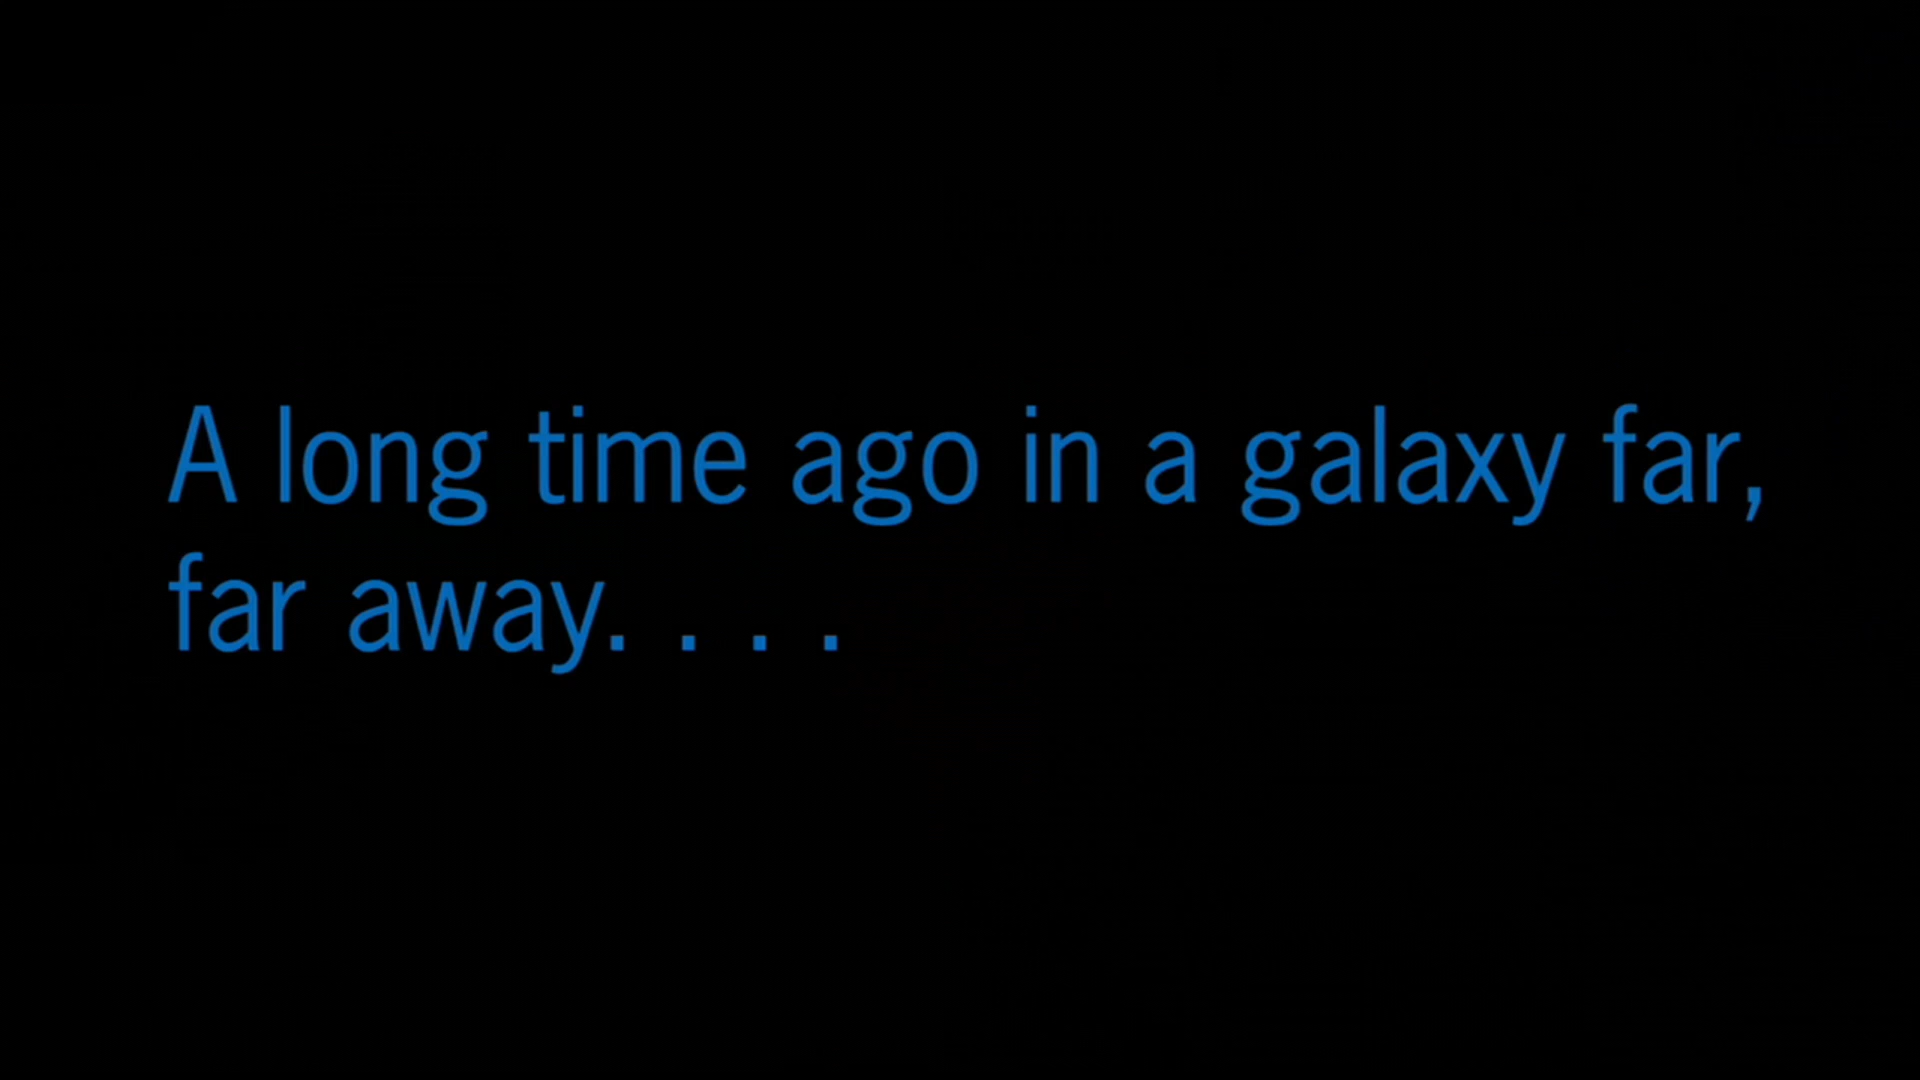 A long time ago in a galaxy far,
far away. . . .